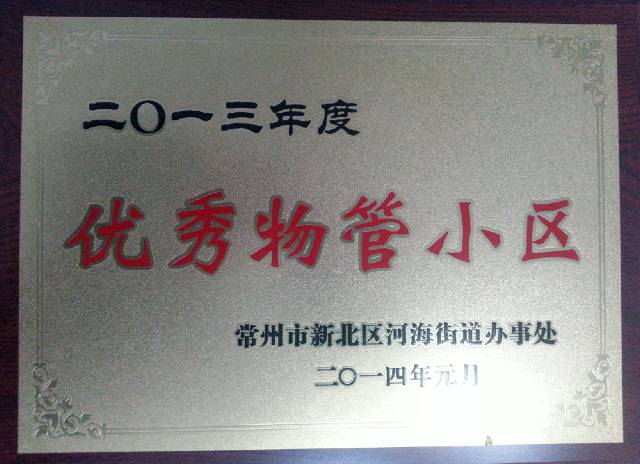 二〇一三年度
优秀物管小区
常州市新北区河海街道办事处
二〇一四年元月